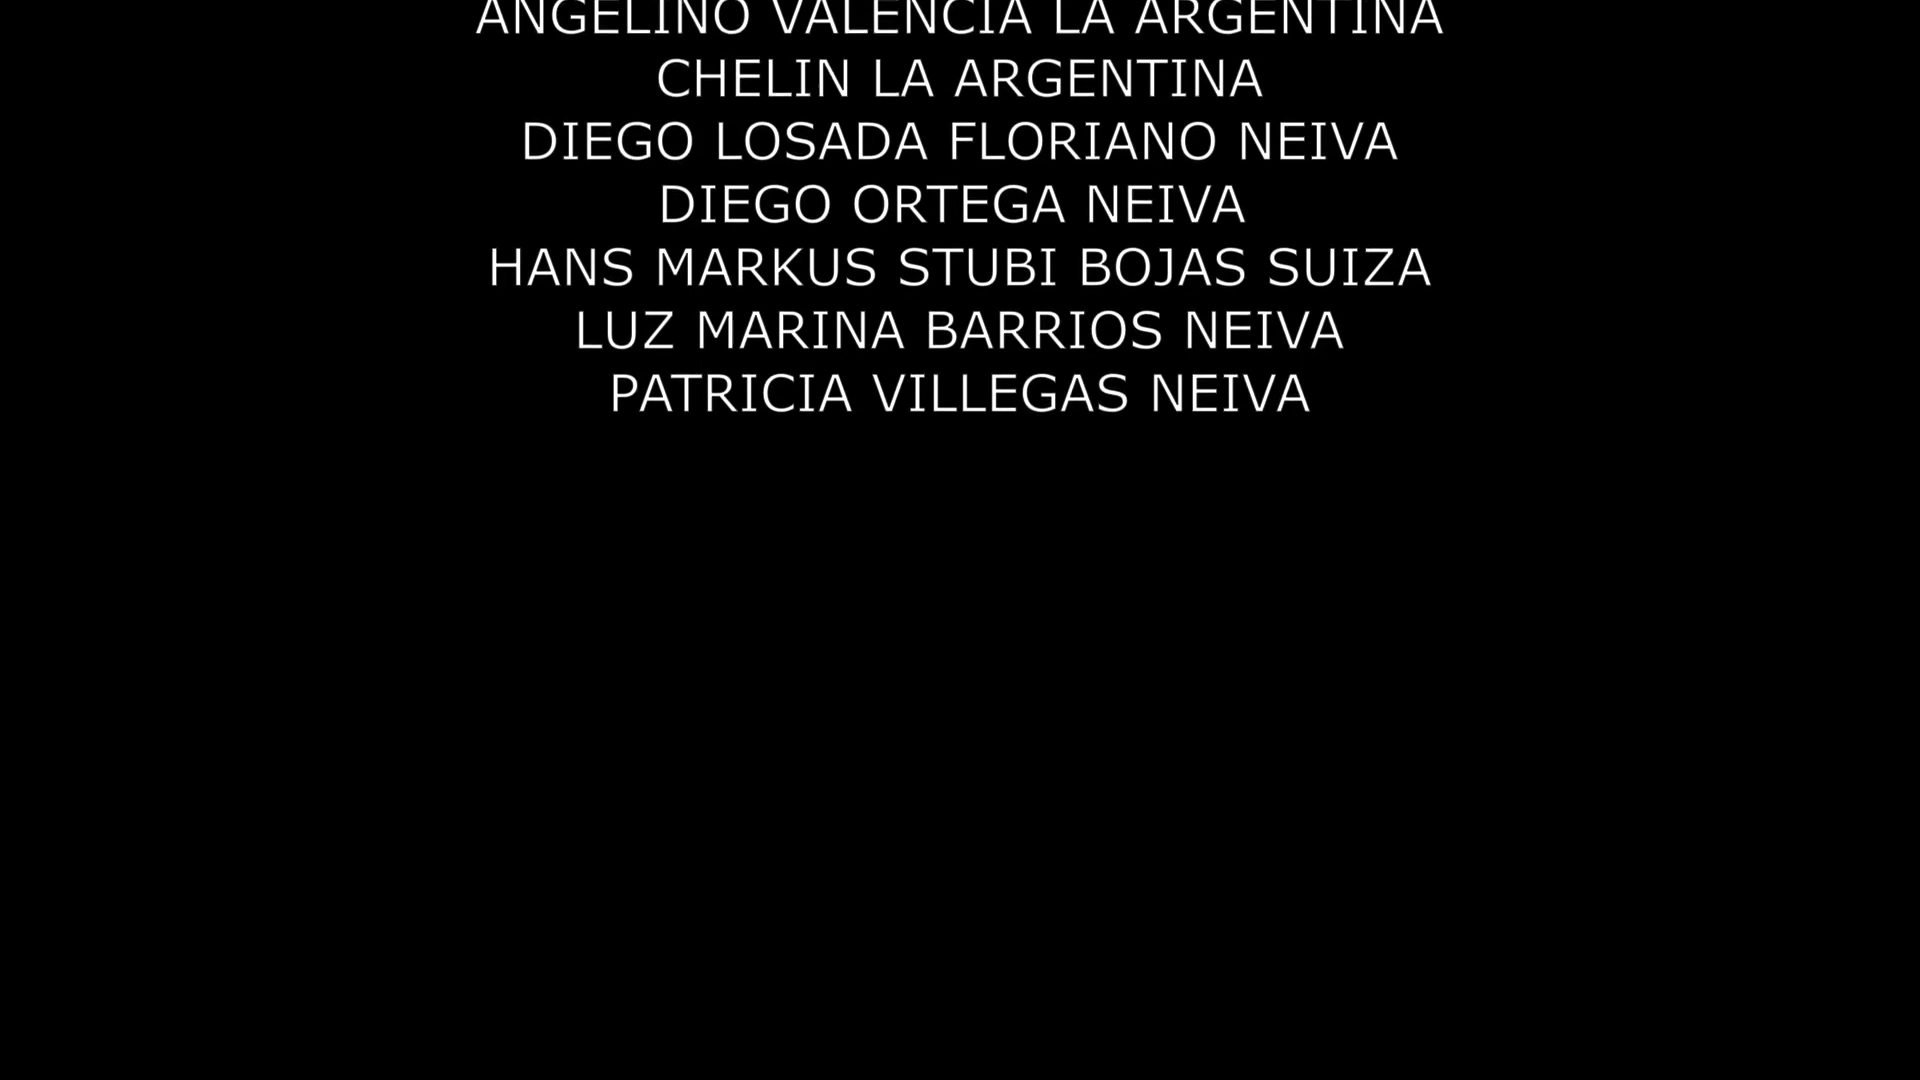 ANGELINO VALENCIA LA ARGENTINA
CHELIN LA ARGENTINA
DIEGO LOSADA FLORIANO NEIVA
DIEGO ORTEGA NEIVA
HANS MARKUS STUBI BOJAS SUIZA
LUZ MARINA BARRIOS NEIVA
PATRICIA VILLEGAS NEIVA